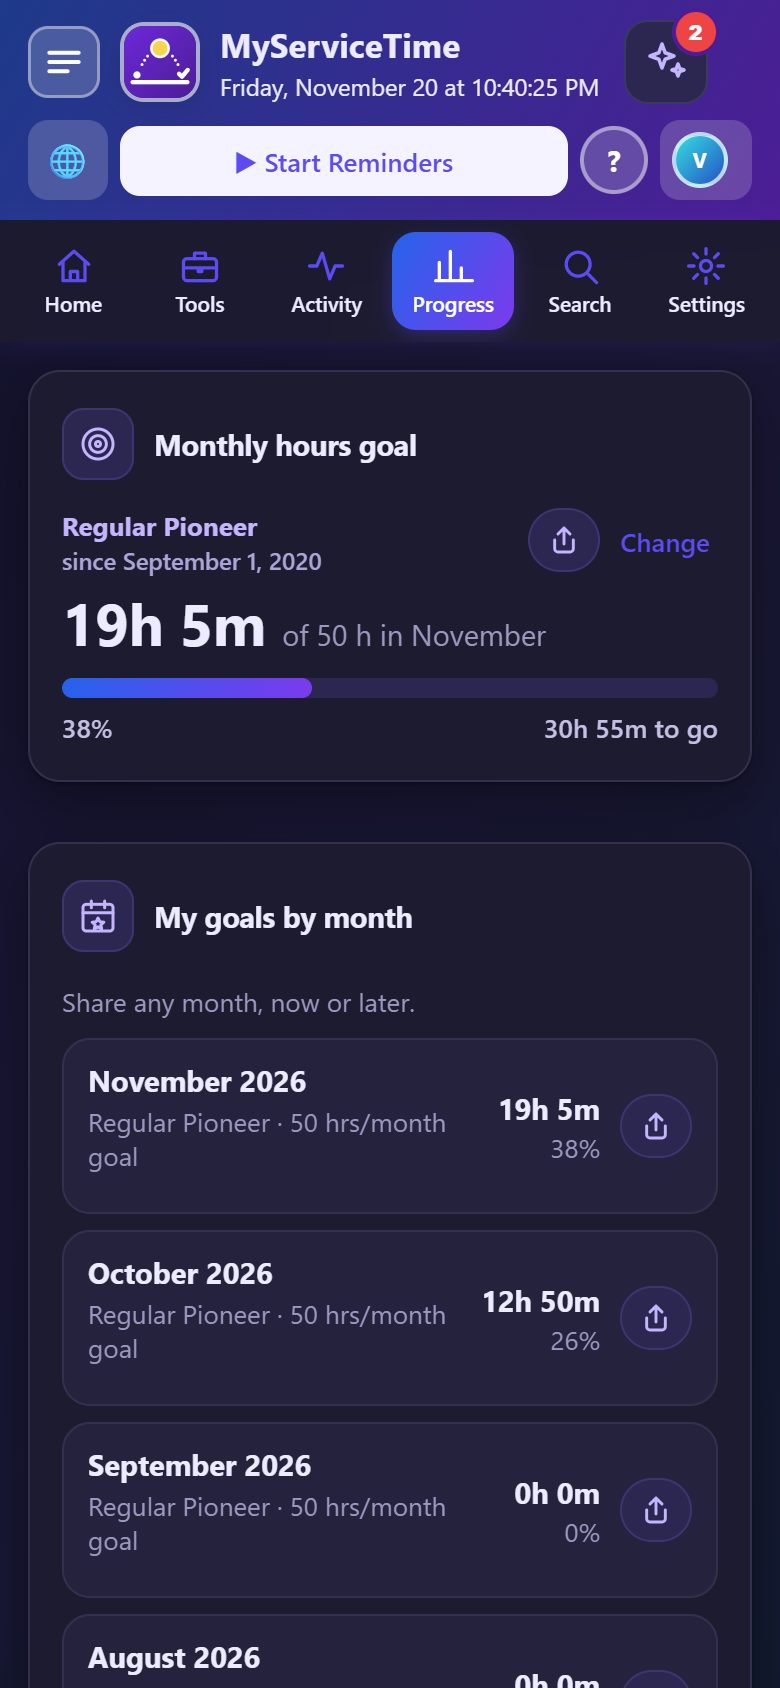 MyServiceTime
Friday, November 20 at 10:40:25 PM
2
▶ Start Reminders
?
V
Home
Tools
Activity
Progress
Search
Settings
Monthly hours goal
Regular Pioneer
since September 1, 2020
Change
19h 5m of 50 h in November
38%
30h 55m to go
My goals by month
Share any month, now or later.
November 2026
Regular Pioneer · 50 hrs/month
goal
19h 5m
38%
October 2026
Regular Pioneer · 50 hrs/month
goal
12h 50m
26%
September 2026
Regular Pioneer · 50 hrs/month
goal
0h 0m
0%
August 2026
0h 0m